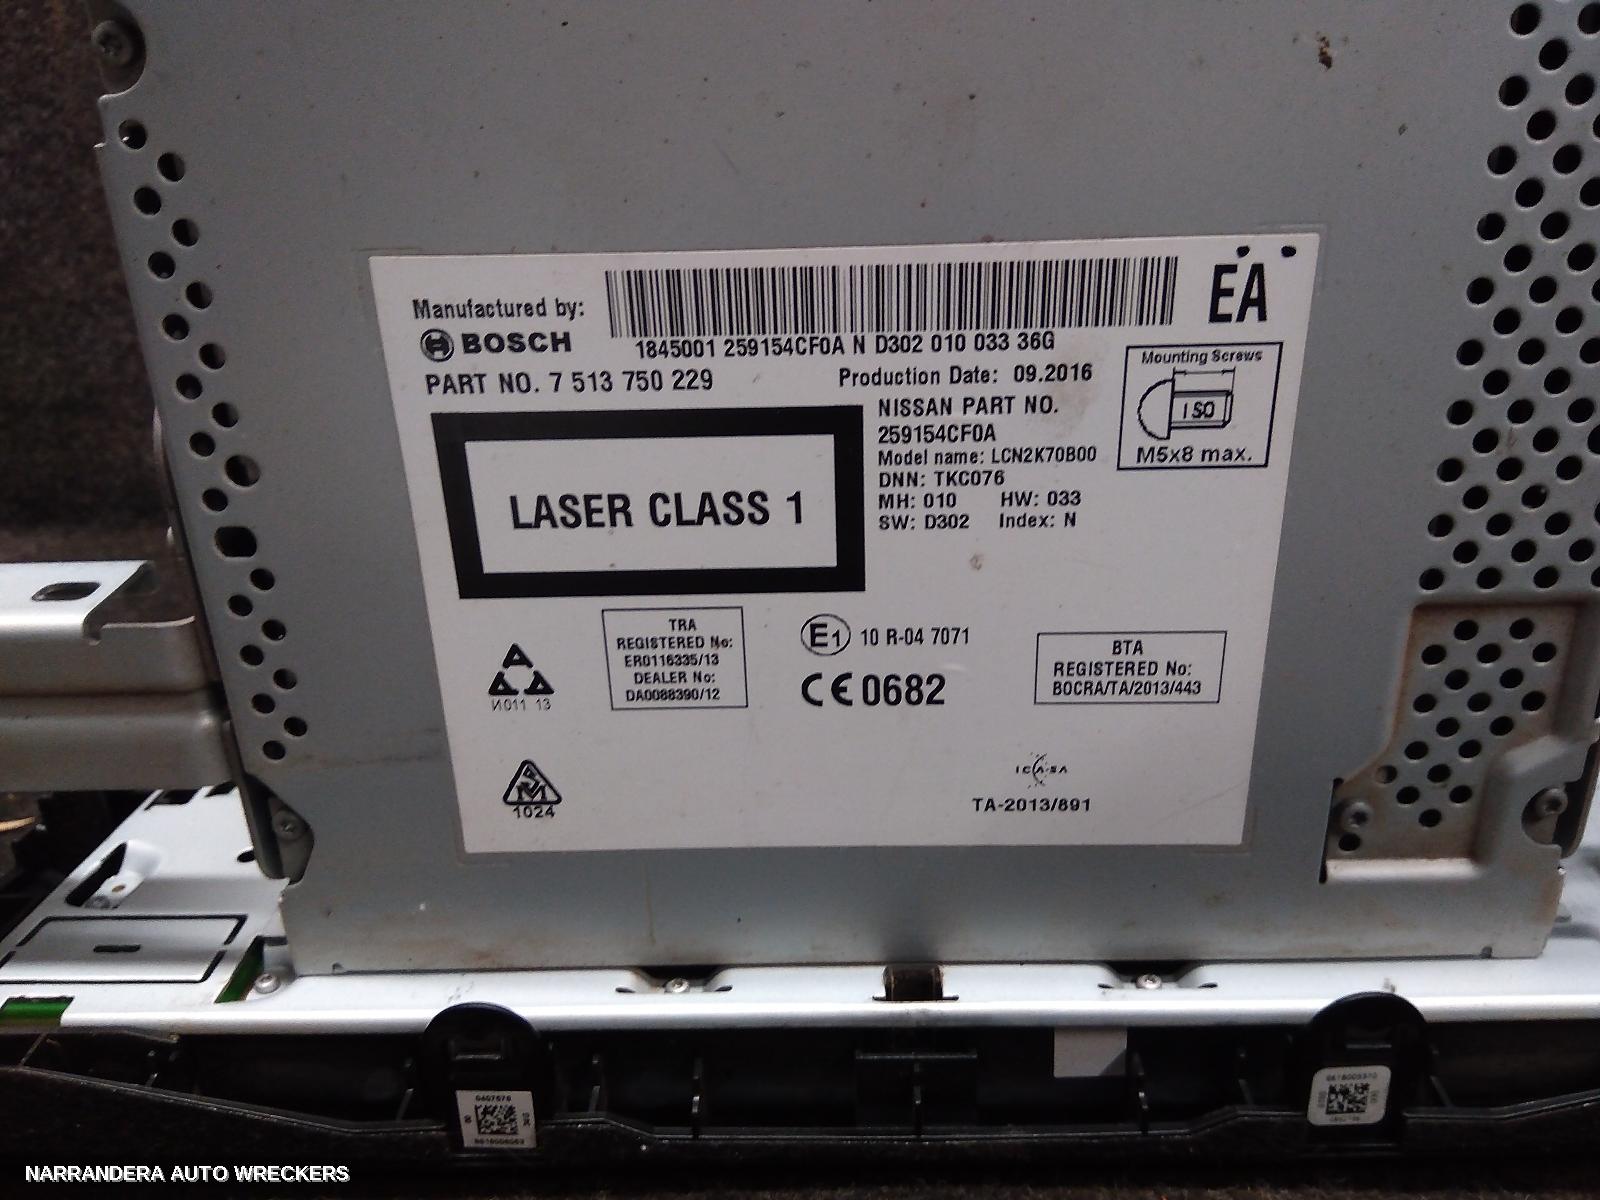 EA
Manufactured by:
BOSCH
1845001 259154CF0A N D302 010 033 36G
PART NO. 7 513 750 229
Production Date: 09.2016
NISSAN PART NO.
259154CF0A
Model name: LCN2K70B00
DNN: TKC076
MH: 010 HW: 033
SW: D302 Index: N
Mounting Screws
ISO
M5x8 max.
LASER CLASS 1
TRA
REGISTERED No:
ER0116335/13
DEALER No:
DA0088390/12
E1 10 R-04 7071
CE 0682
BTA
REGISTERED No:
BOCRA/TA/2013/443
И011 13
1024
ICASA
TA-2013/891
NARRANDERA AUTO WRECKERS